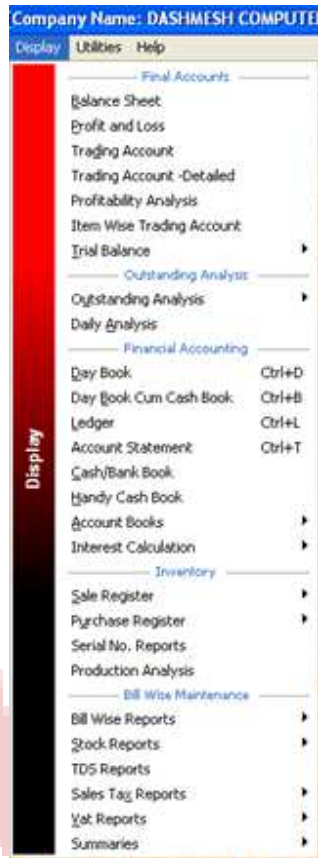 Company Name: DASHMESH COMPUTE
Display Utilities Help
Final Accounts
Balance Sheet
Profit and Loss
Trading Account
Trading Account -Detailed
Profitability Analysis
Item Wise Trading Account
Trial Balance
Outstanding Analysis
Outstanding Analysis
Daily Analysis
Financial Accounting
Day Book Ctrl+D
Day Book Cum Cash Book Ctrl+B
Ledger Ctrl+L
Account Statement Ctrl+T
Cash/Bank Book
Handy Cash Book
Account Books
Interest Calculation
Inventory
Sale Register
Purchase Register
Serial No. Reports
Production Analysis
Bill Wise Maintenance
Bill Wise Reports
Stock Reports
TDS Reports
Sales Tax Reports
Vat Reports
Summaries
Display